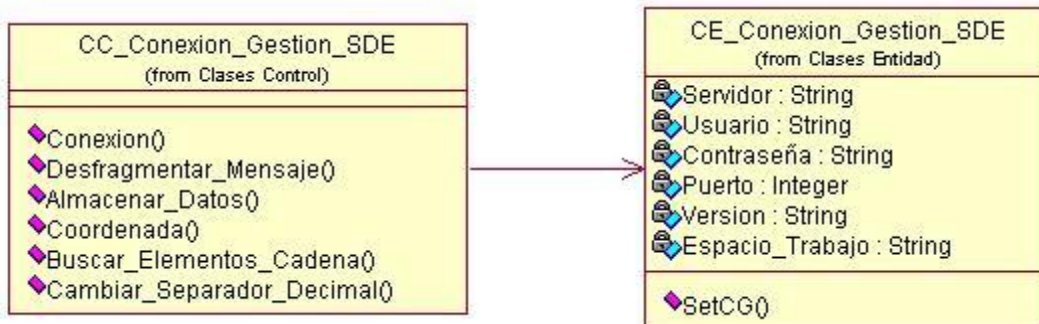 CC_Conexion_Gestion_SDE
(from Clases Control)
Conexion()
Desfragmentar_Mensaje()
Almacenar_Datos()
Coordenada()
Buscar_Elementos_Cadena()
Cambiar_Separador_Decimal()
CE_Conexion_Gestion_SDE
(from Clases Entidad)
Servidor : String
Usuario : String
Contraseña : String
Puerto : Integer
Version : String
Espacio_Trabajo : String
SetCG()